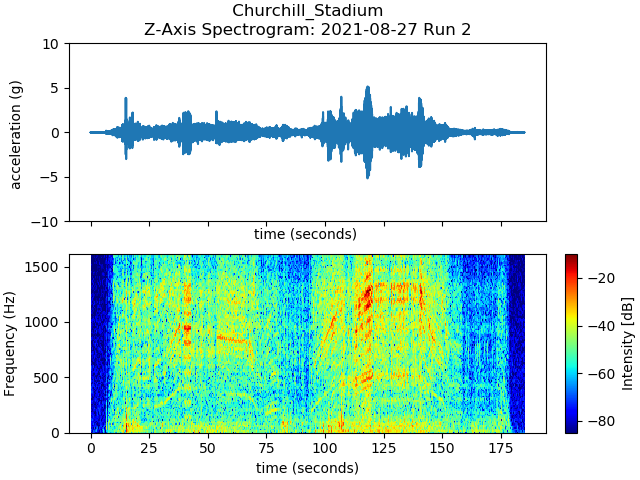 Churchill_Stadium
Z-Axis Spectrogram: 2021-08-27 Run 2
10
5
0
−5
−10
acceleration (g)
time (seconds)
1500
1000
500
0
Frequency (Hz)
0 25 50 75 100 125 150 175
time (seconds)
−20
−40
−60
−80
Intensity [dB]